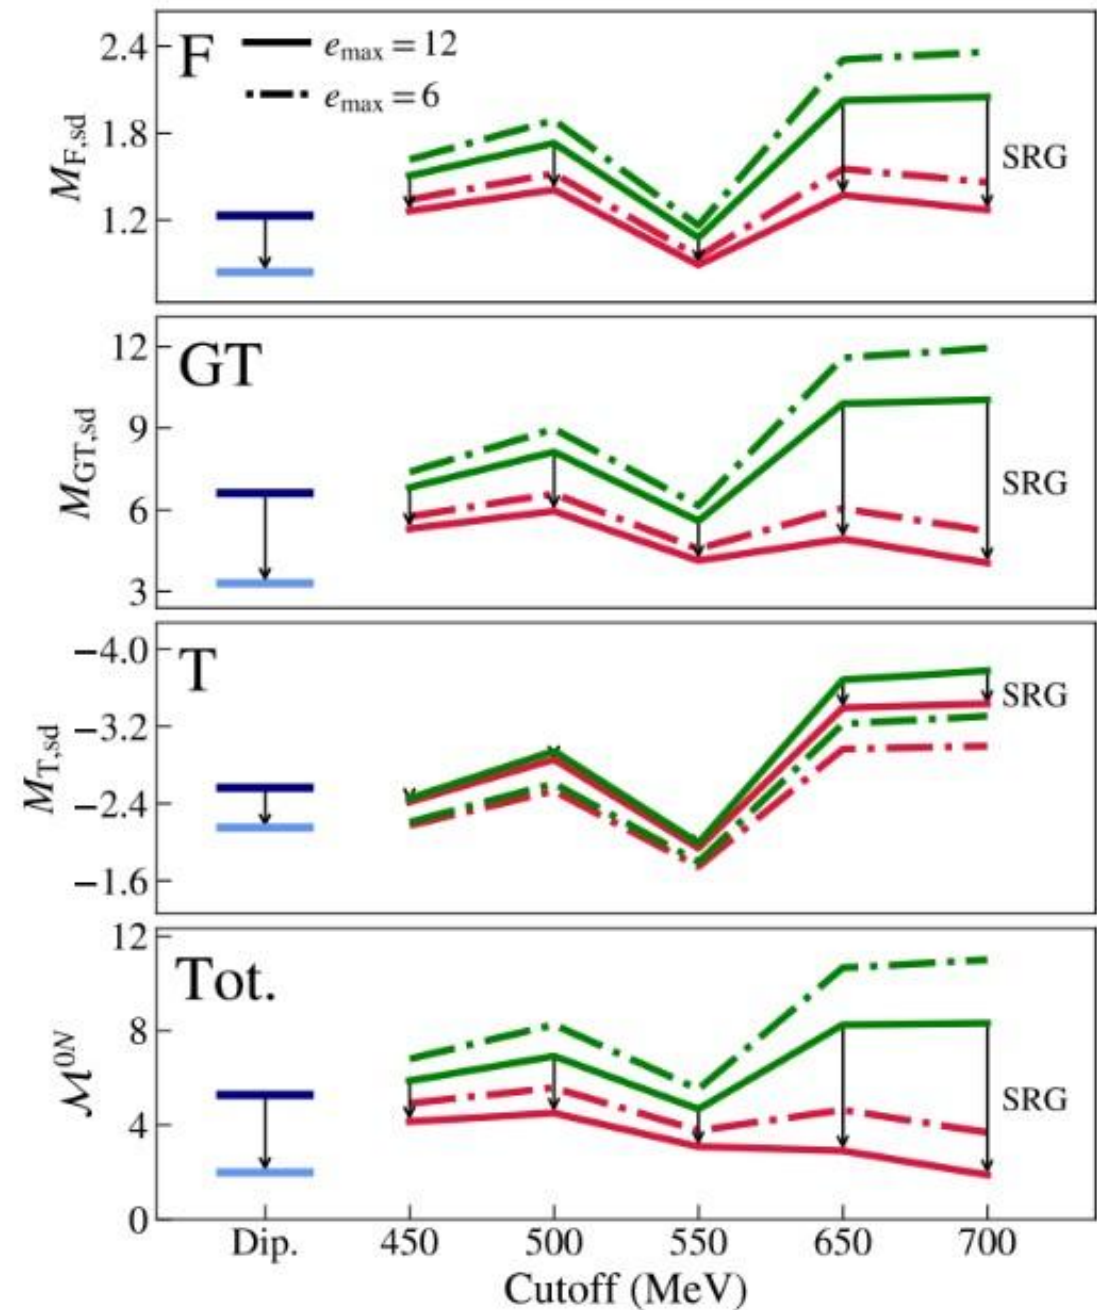 F
e_max = 12
e_max = 6
2.4
1.8
1.2
M_F,sd
SRG
GT
12
9
6
3
M_GT,sd
SRG
T
−4.0
−3.2
−2.4
−1.6
M_T,sd
SRG
Tot.
12
8
4
0
ℳ^0N
SRG
Dip. 450 500 550 650 700
Cutoff (MeV)